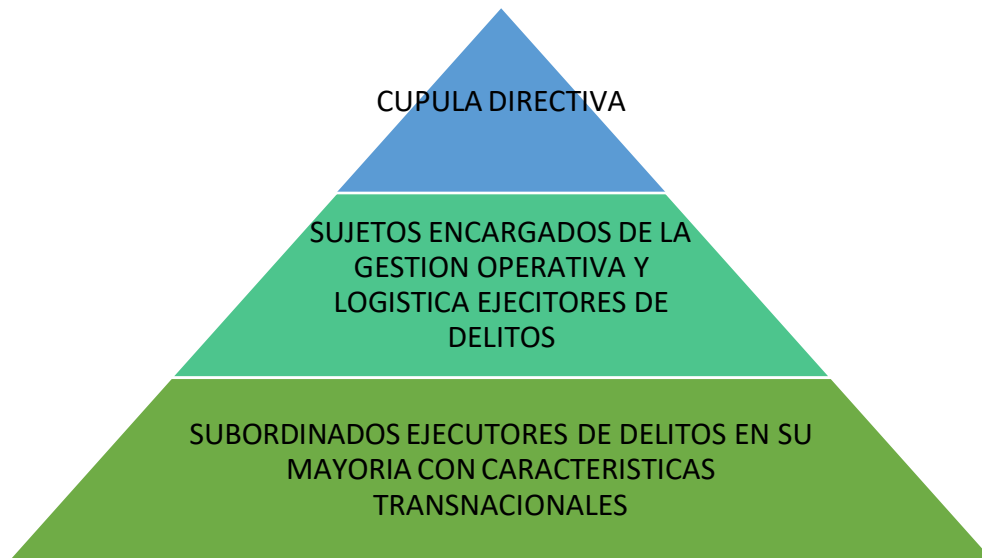 CUPULA DIRECTIVA
SUJETOS ENCARGADOS DE LA
GESTION OPERATIVA Y
LOGISTICA EJECITORES DE
DELITOS
SUBORDINADOS EJECUTORES DE DELITOS EN SU
MAYORIA CON CARACTERISTICAS
TRANSNACIONALES